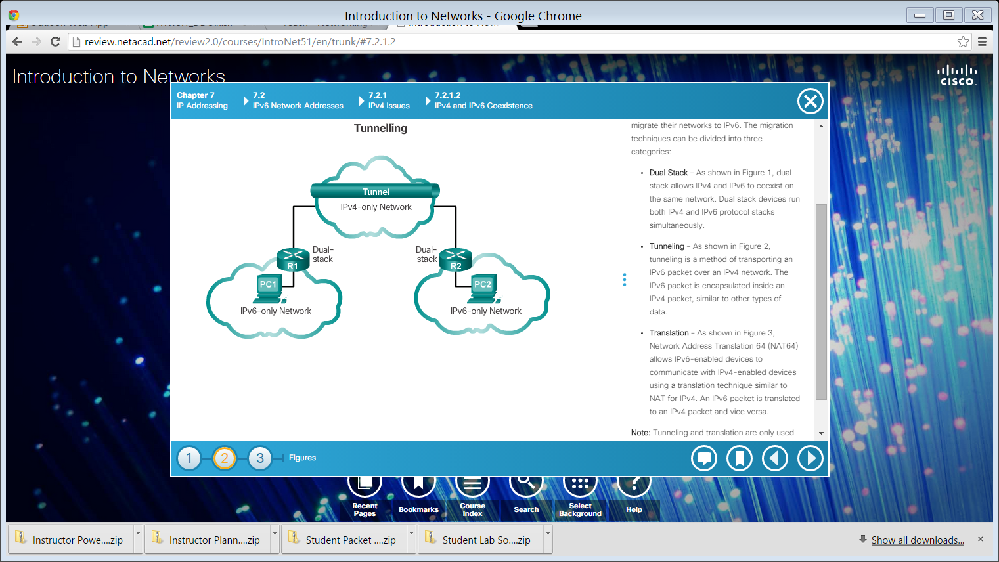 Introduction to Networks - Google Chrome
review.netacad.net/review2.0/courses/IntroNet51/en/trunk/#7.2.1.2
Introduction to Networks
CISCO.
Chapter 7
IP Addressing
7.2
IPv6 Network Addresses
7.2.1
IPv4 Issues
7.2.1.2
IPv4 and IPv6 Coexistence
Tunnelling
Tunnel
IPv4-only Network
Dual-
stack
R1
PC1
IPv6-only Network
Dual-
stack
R2
PC2
IPv6-only Network
migrate their networks to IPv6. The migration
techniques can be divided into three
categories:
• Dual Stack – As shown in Figure 1, dual
stack allows IPv4 and IPv6 to coexist on
the same network. Dual stack devices run
both IPv4 and IPv6 protocol stacks
simultaneously.
• Tunneling – As shown in Figure 2,
tunneling is a method of transporting an
IPv6 packet over an IPv4 network. The
IPv6 packet is encapsulated inside an
IPv4 packet, similar to other types of
data.
• Translation – As shown in Figure 3,
Network Address Translation 64 (NAT64)
allows IPv6-enabled devices to
communicate with IPv4-enabled devices
using a translation technique similar to
NAT for IPv4. An IPv6 packet is translated
to an IPv4 packet and vice versa.
Note: Tunneling and translation are only used
1
2
3
Figures
Recent
Pages
Bookmarks
Course
Index
Search
Select
Background
?
Help
Instructor Powe....zip
Instructor Plann....zip
Student Packet ....zip
Student Lab So....zip
Show all downloads...